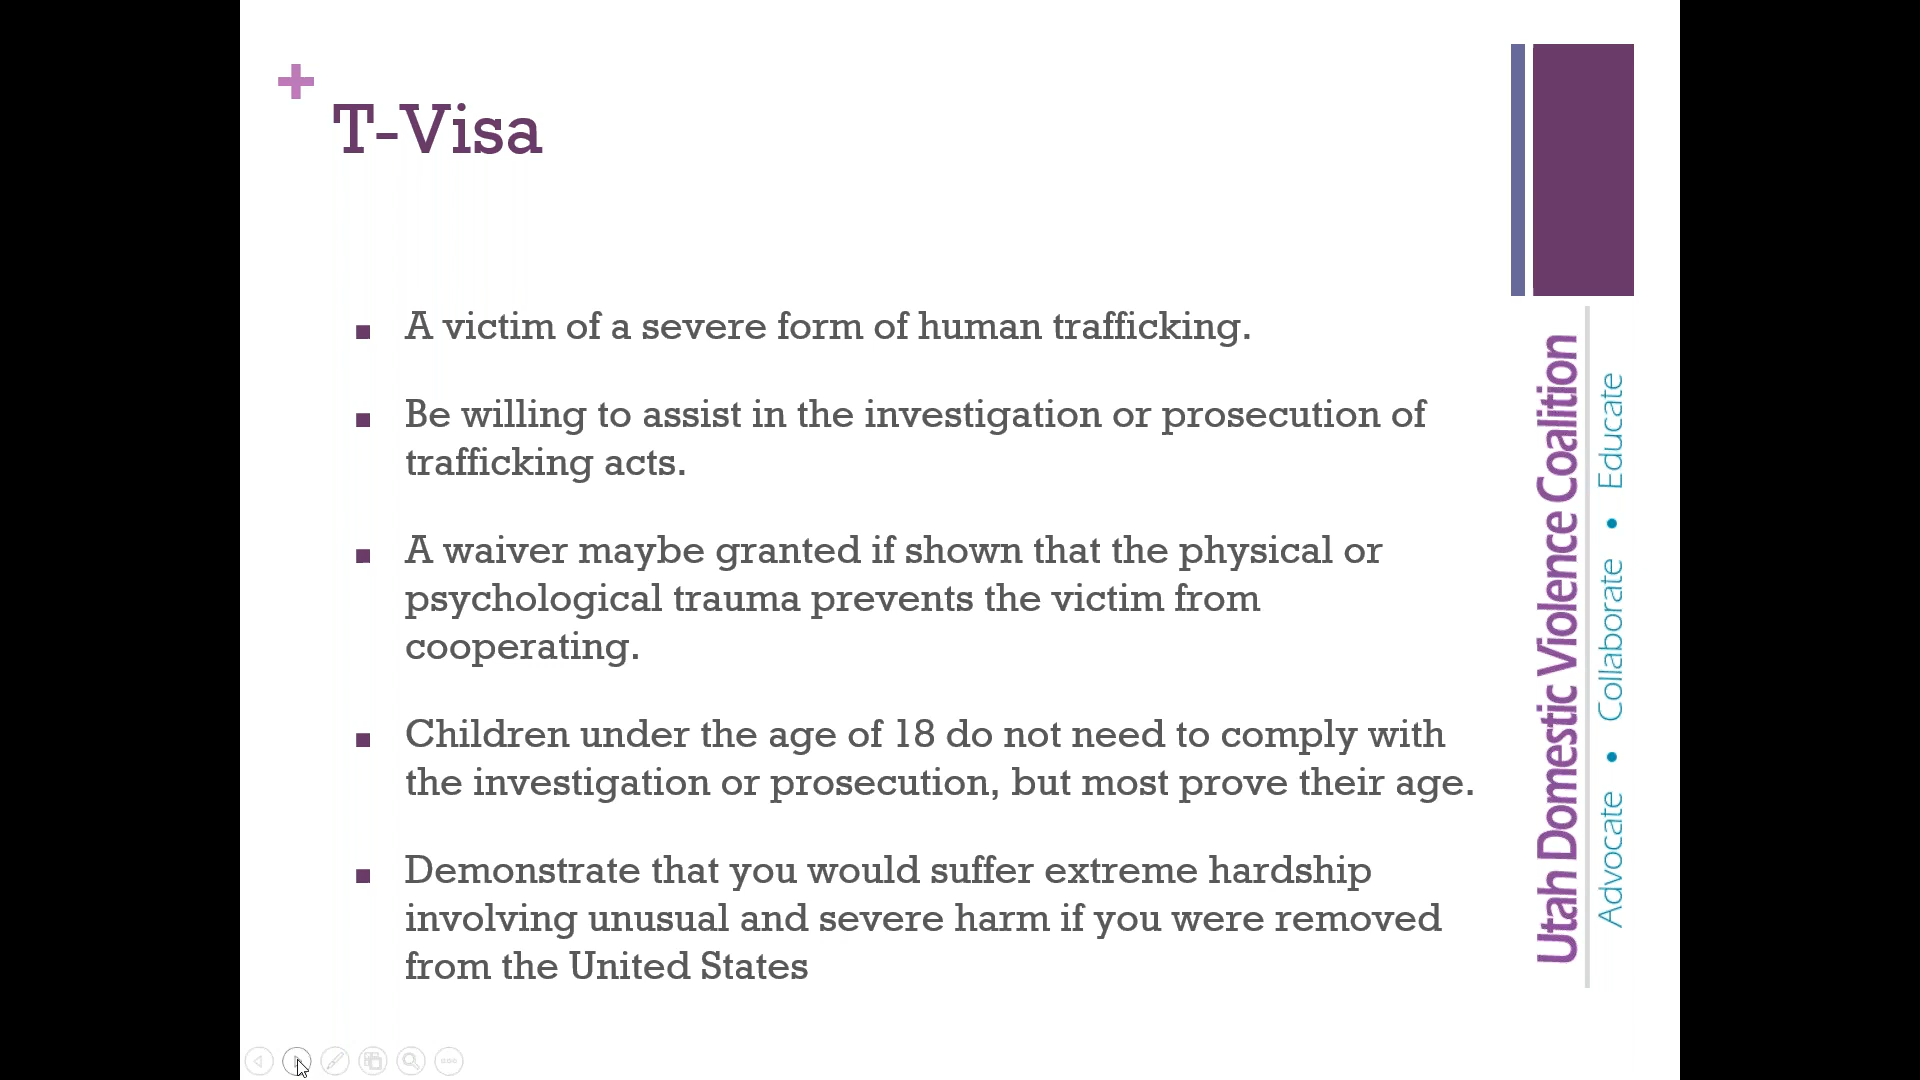 T-Visa
A victim of a severe form of human trafficking.
Be willing to assist in the investigation or prosecution of
trafficking acts.
A waiver maybe granted if shown that the physical or
psychological trauma prevents the victim from
cooperating.
Children under the age of 18 do not need to comply with
the investigation or prosecution, but most prove their age.
Demonstrate that you would suffer extreme hardship
involving unusual and severe harm if you were removed
from the United States
Utah Domestic Violence Coalition
Advocate • Collaborate • Educate